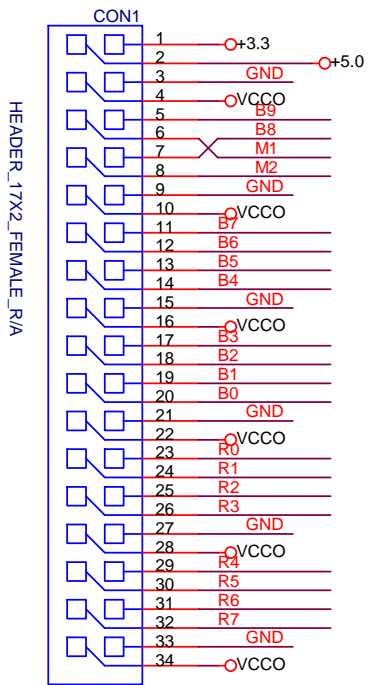 CON1
HEADER_17X2_FEMALE_R/A
1 +3.3
2 +5.0
3 GND
4 VCCO
5 B9
6 B8
7 M1
8 M2
9 GND
10 VCCO
11 B7
12 B6
13 B5
14 B4
15 GND
16 VCCO
17 B3
18 B2
19 B1
20 B0
21 GND
22 VCCO
23 R0
24 R1
25 R2
26 R3
27 GND
28 VCCO
29 R4
30 R5
31 R6
32 R7
33 GND
34 VCCO